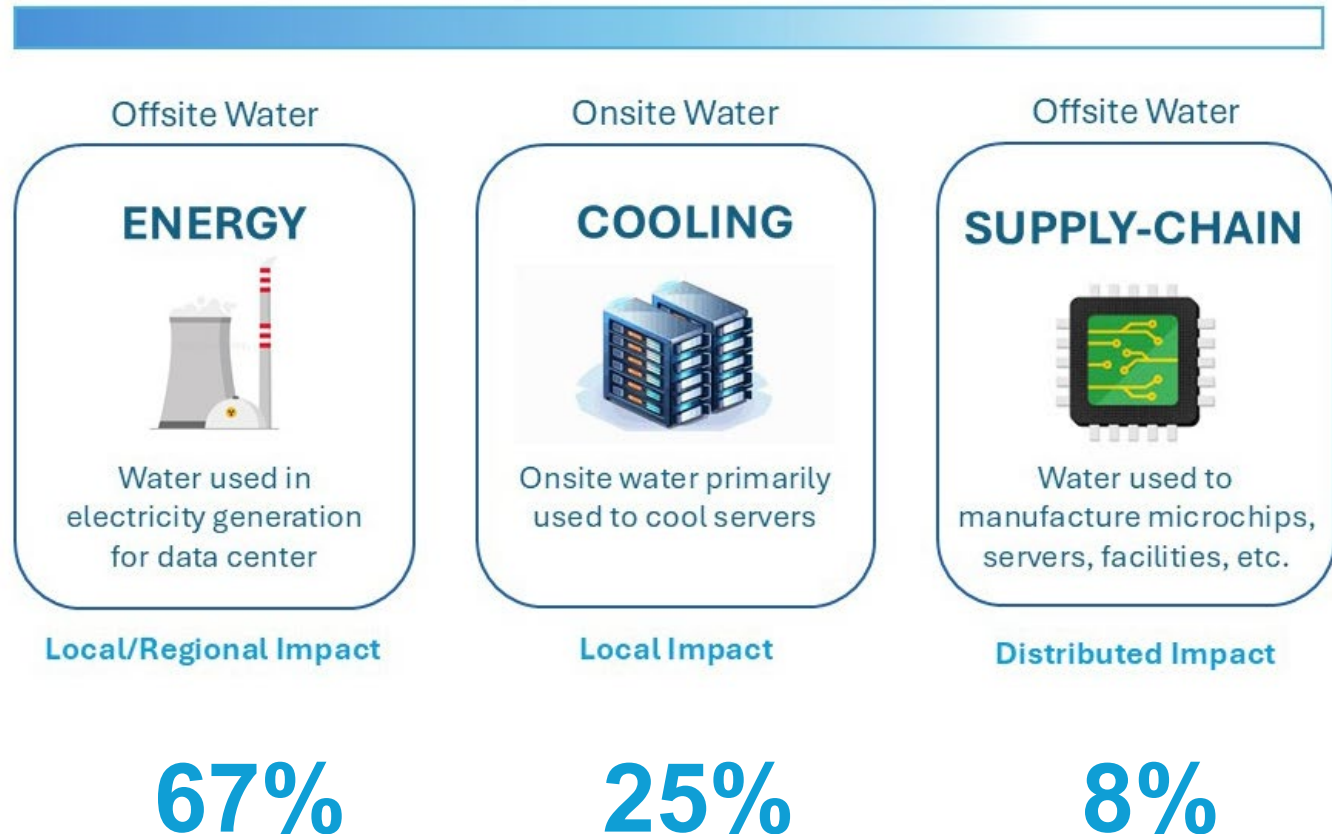 Offsite Water
ENERGY
Water used in
electricity generation
for data center
Local/Regional Impact
67%
Onsite Water
COOLING
Onsite water primarily
used to cool servers
Local Impact
25%
Offsite Water
SUPPLY-CHAIN
Water used to
manufacture microchips,
servers, facilities, etc.
Distributed Impact
8%